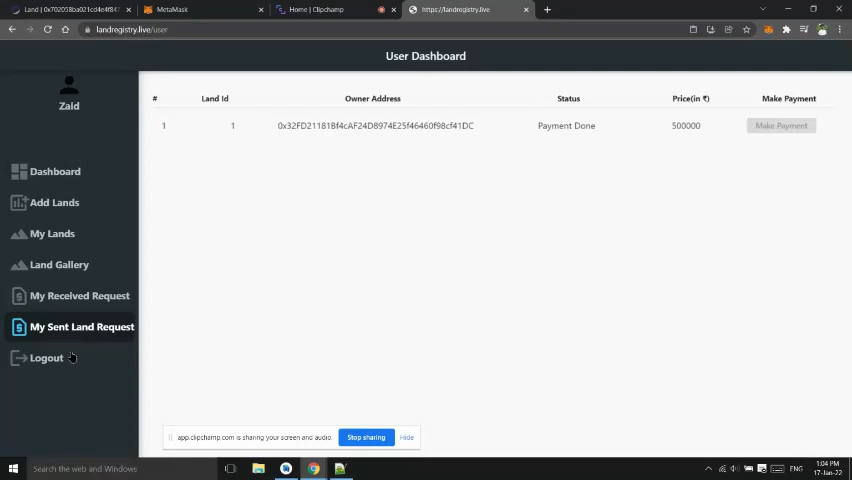 Land | 0x702058ba021cd4e4f847
MetaMask
Home | Clipchamp
https://landregistry.live
landregistry.live/user
User Dashboard
Zaid
Dashboard
Add Lands
My Lands
Land Gallery
My Received Request
My Sent Land Request
Logout
# Land Id Owner Address Status Price(in ₹) Make Payment
1 1 0x32FD21181Bf4cAF24D8974E25f46460f98cf41DC Payment Done 500000 Make Payment
app.clipchamp.com is sharing your screen and audio.
Stop sharing
Hide
Search the web and Windows
ENG
1:04 PM
17-Jan-22